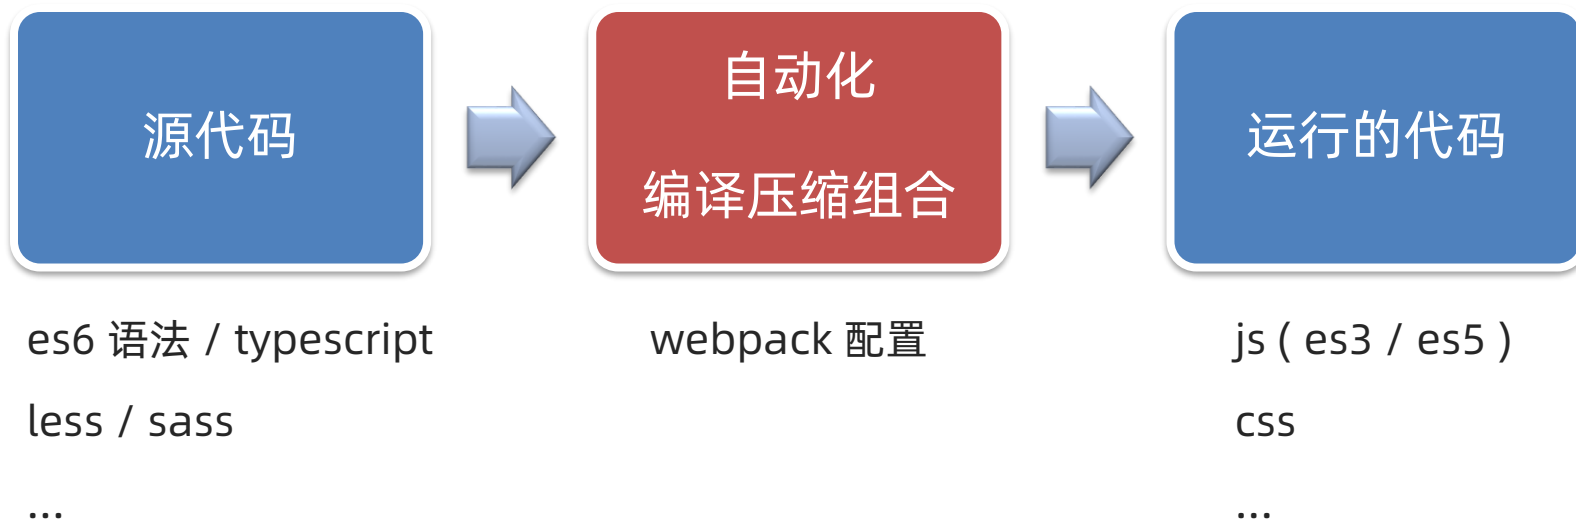 源代码
自动化
编译压缩组合
运行的代码
es6 语法 / typescript
less / sass
...
webpack 配置
js ( es3 / es5 )
css
...